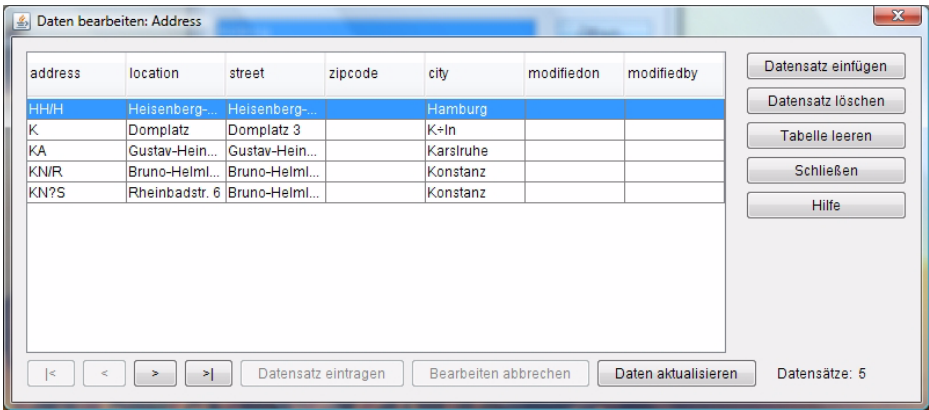 Daten bearbeiten: Address
address location street zipcode city modifiedon modifiedby
HH/H Heisenberg-... Heisenberg-... Hamburg
K Domplatz Domplatz 3 K÷ln
KA Gustav-Hein... Gustav-Hein... Karslruhe
KN/R Bruno-Helml... Bruno-Helml... Konstanz
KN?S Rheinbadstr. 6 Bruno-Helml... Konstanz
Datensatz einfügen
Datensatz löschen
Tabelle leeren
Schließen
Hilfe
|< < > >| Datensatz eintragen Bearbeiten abbrechen Daten aktualisieren Datensätze: 5